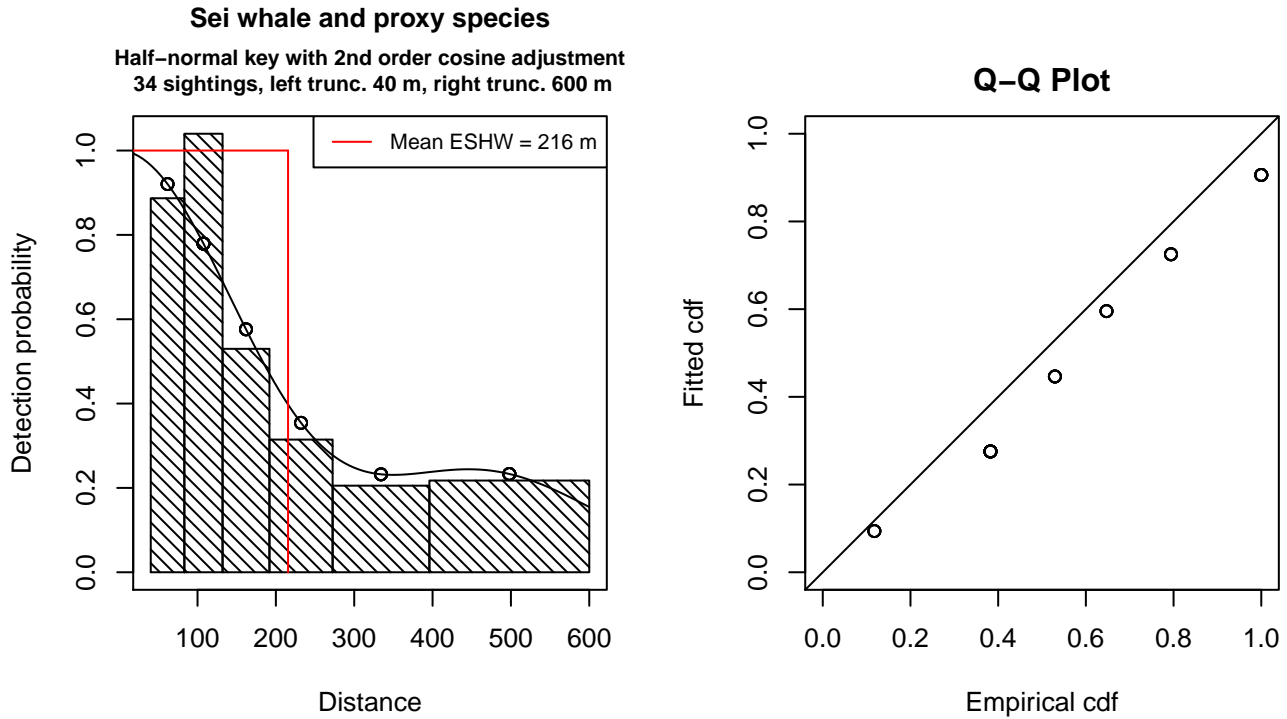 Sei whale and proxy species
Half−normal key with 2nd order cosine adjustment
34 sightings, left trunc. 40 m, right trunc. 600 m
Mean ESHW = 216 m
Detection probability
1.0
0.8
0.6
0.4
0.2
0.0
100 200 300 400 500 600
Distance
Q−Q Plot
Fitted cdf
1.0
0.8
0.6
0.4
0.2
0.0
0.0 0.2 0.4 0.6 0.8 1.0
Empirical cdf